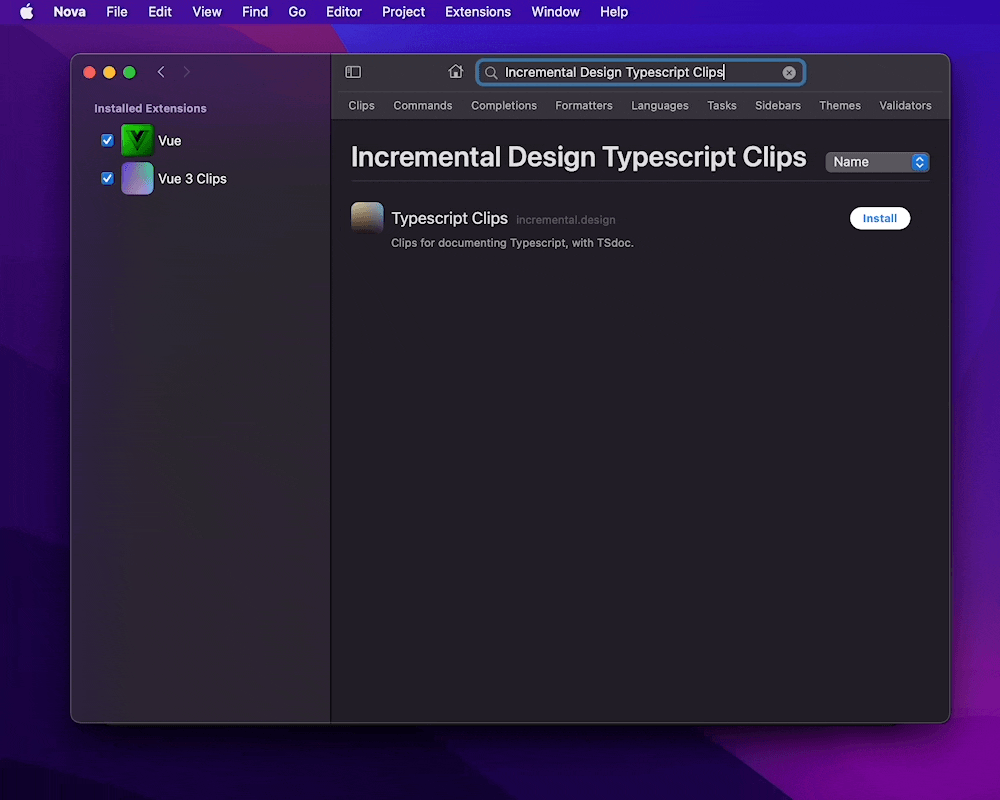 Nova File Edit View Find Go Editor Project Extensions Window Help
Incremental Design Typescript Clips
Installed Extensions
Vue
Vue 3 Clips
Clips Commands Completions Formatters Languages Tasks Sidebars Themes Validators
Incremental Design Typescript Clips
Name
Typescript Clips incremental.design
Install
Clips for documenting Typescript, with TSdoc.